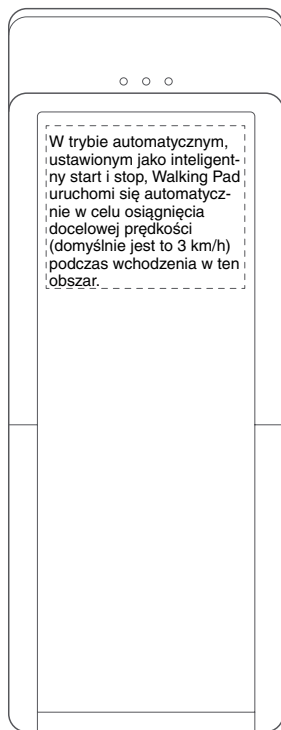 W trybie automatycznym,
ustawionym jako inteligent-
ny start i stop, Walking Pad
uruchomi się automatycz-
nie w celu osiągnięcia
docelowej prędkości
(domyślnie jest to 3 km/h)
podczas wchodzenia w ten
obszar.